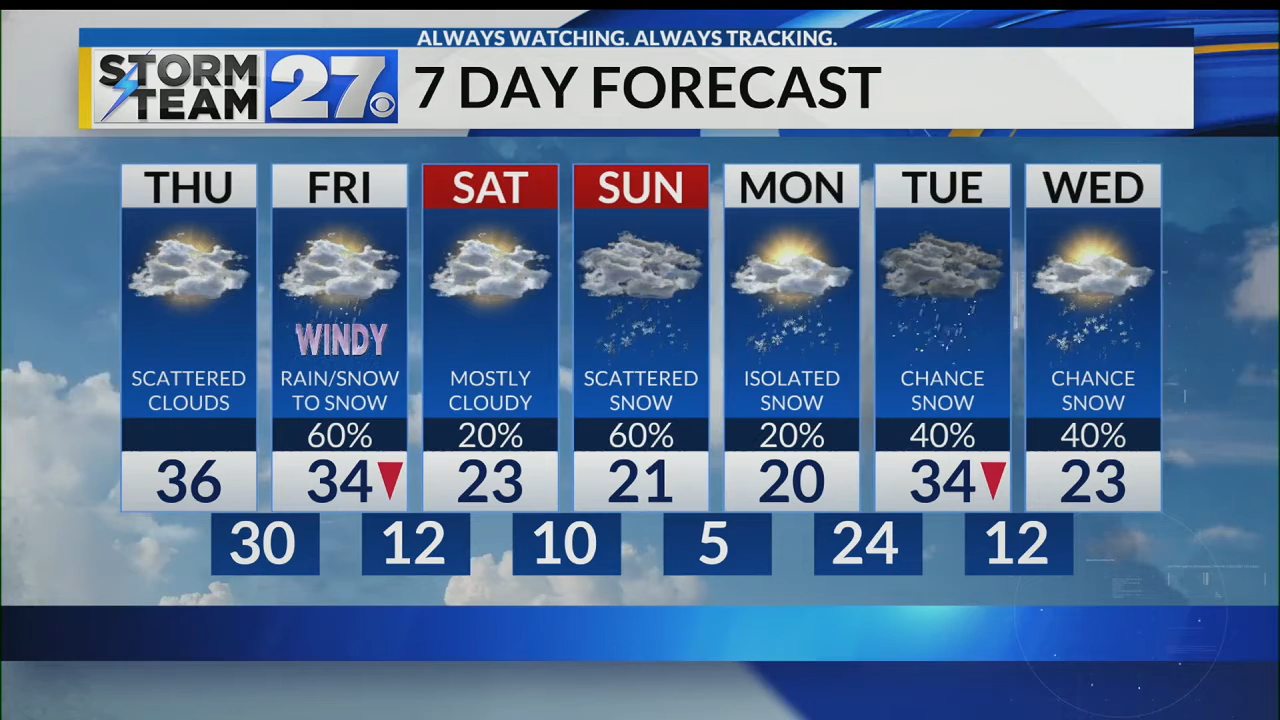 ALWAYS WATCHING. ALWAYS TRACKING.
STORM
TEAM
27
7 DAY FORECAST
THU
SCATTERED
CLOUDS
36
FRI
WINDY
RAIN/SNOW
TO SNOW
60%
34
SAT
MOSTLY
CLOUDY
20%
23
SUN
SCATTERED
SNOW
60%
21
MON
ISOLATED
SNOW
20%
20
TUE
CHANCE
SNOW
40%
34
WED
CHANCE
SNOW
40%
23
30
12
10
5
24
12